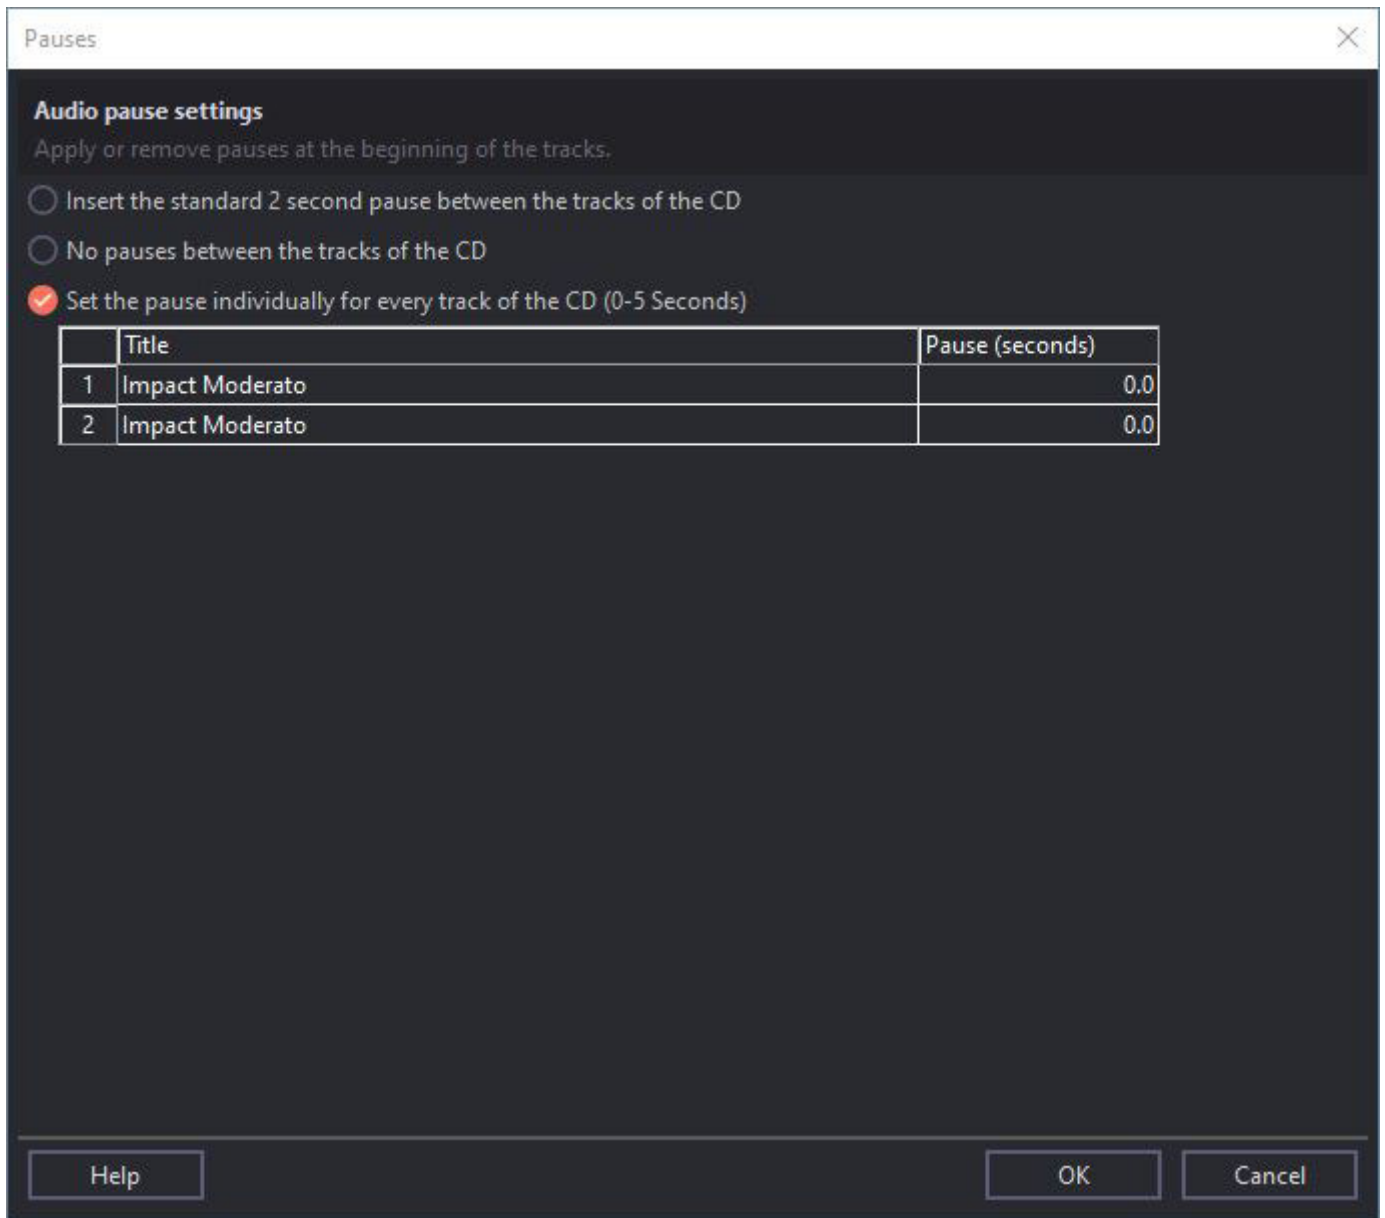 Pauses
Audio pause settings
Apply or remove pauses at the beginning of the tracks.
Insert the standard 2 second pause between the tracks of the CD
No pauses between the tracks of the CD
Set the pause individually for every track of the CD (0-5 Seconds)
Title Pause (seconds)
1 Impact Moderato 0.0
2 Impact Moderato 0.0
Help OK Cancel